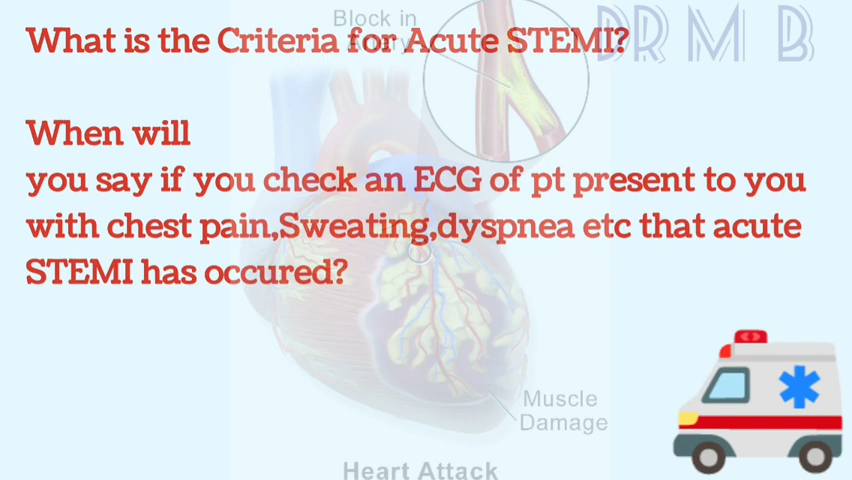 Block in
Artery
What is the Criteria for Acute STEMI?
DR M B
When will
you say if you check an ECG of pt present to you
with chest pain,Sweating,dyspnea etc that acute
STEMI has occured?
Muscle
Damage
Heart Attack